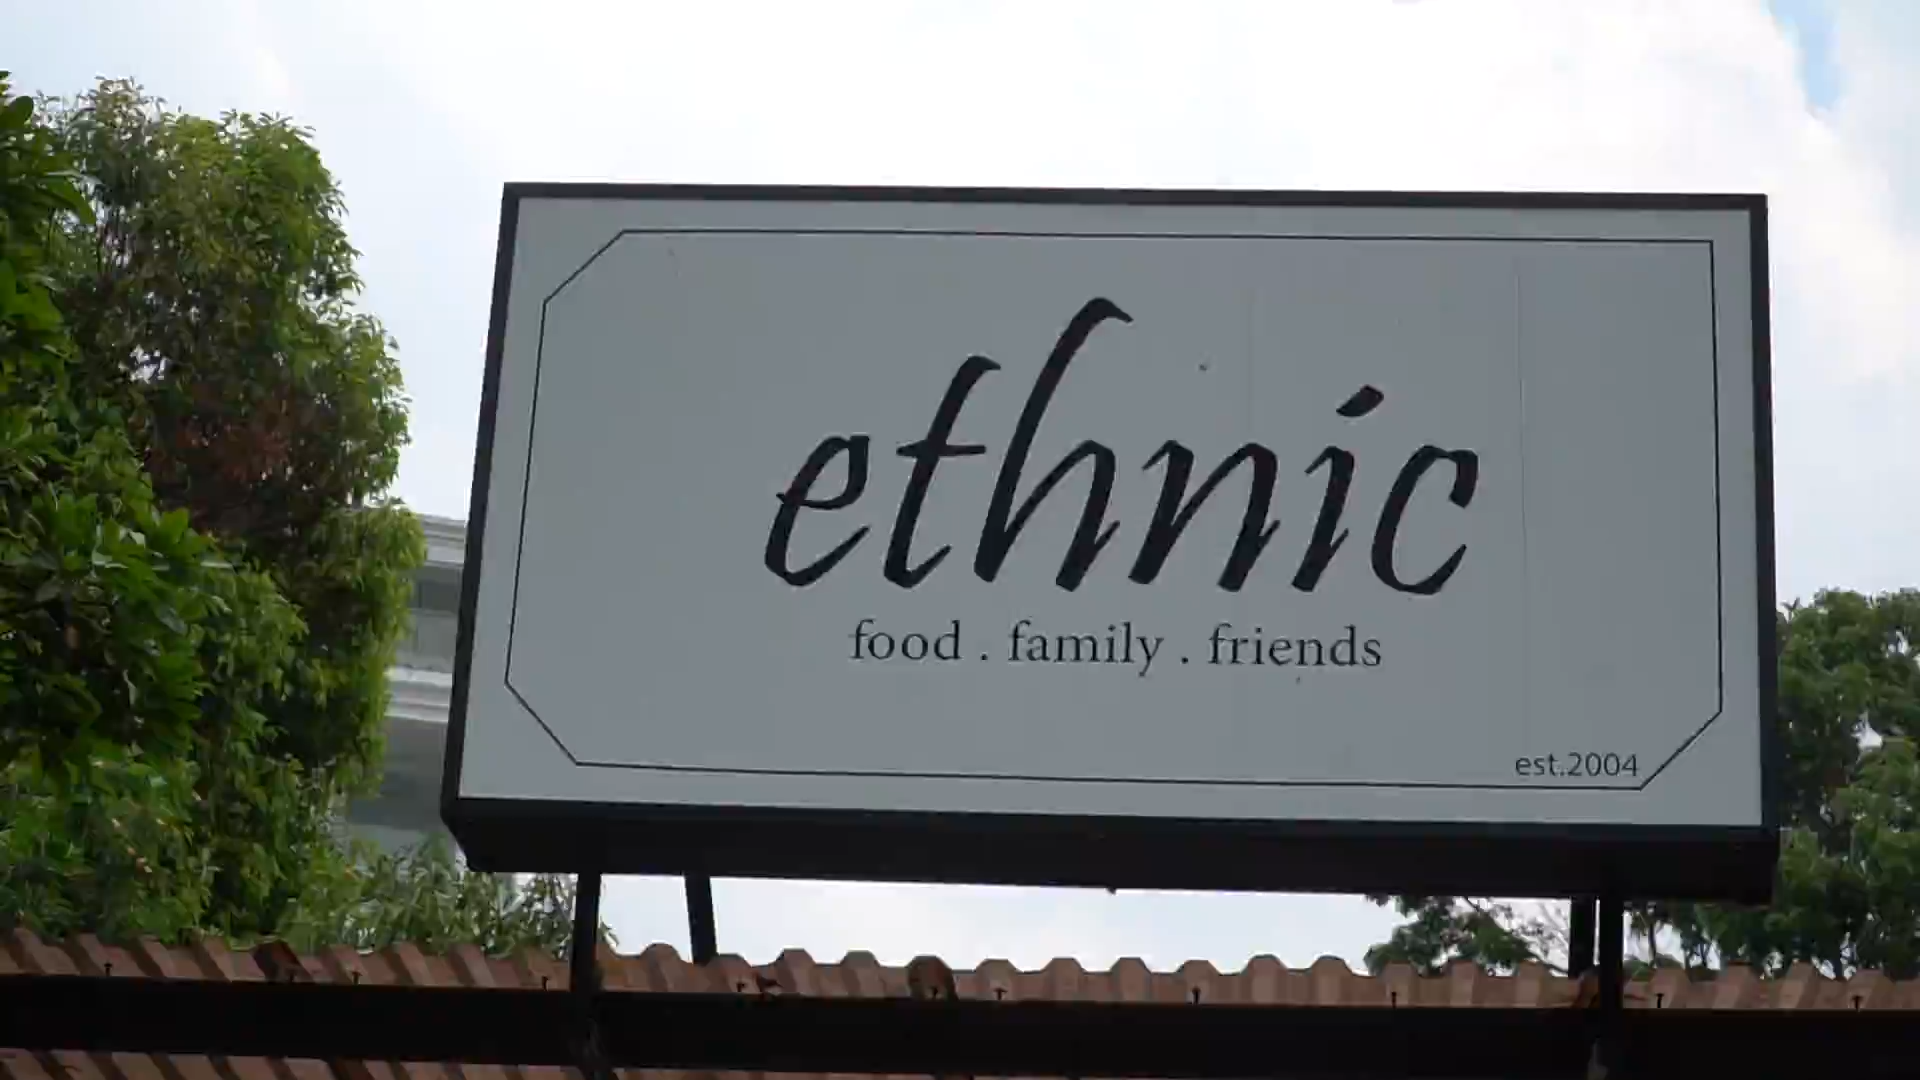 ethnic
food . family . friends
est.2004